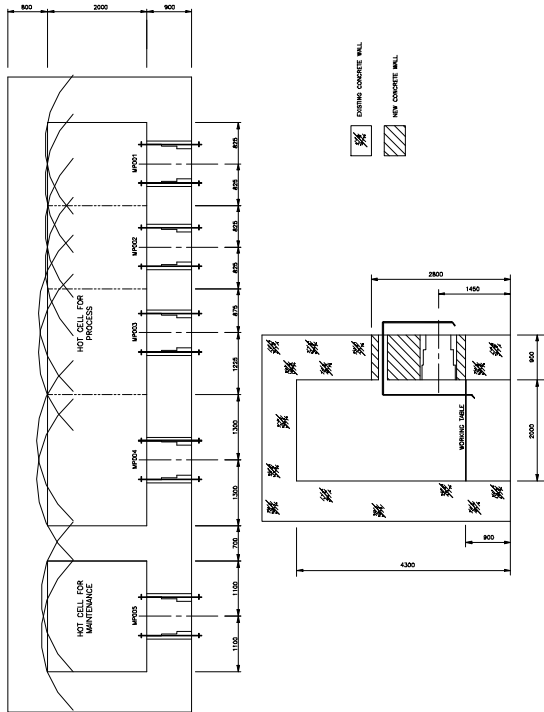 800
2000
900
HOT CELL FOR
PROCESS
HOT CELL FOR
MAINTENANCE
MP001
MP002
MP003
MP004
MP005
825
825
825
825
875
1225
1300
1300
700
1100
1100
EXISTING CONCRETE WALL
NEW CONCRETE WALL
2800
1450
900
2000
WORKING TABLE
900
4300